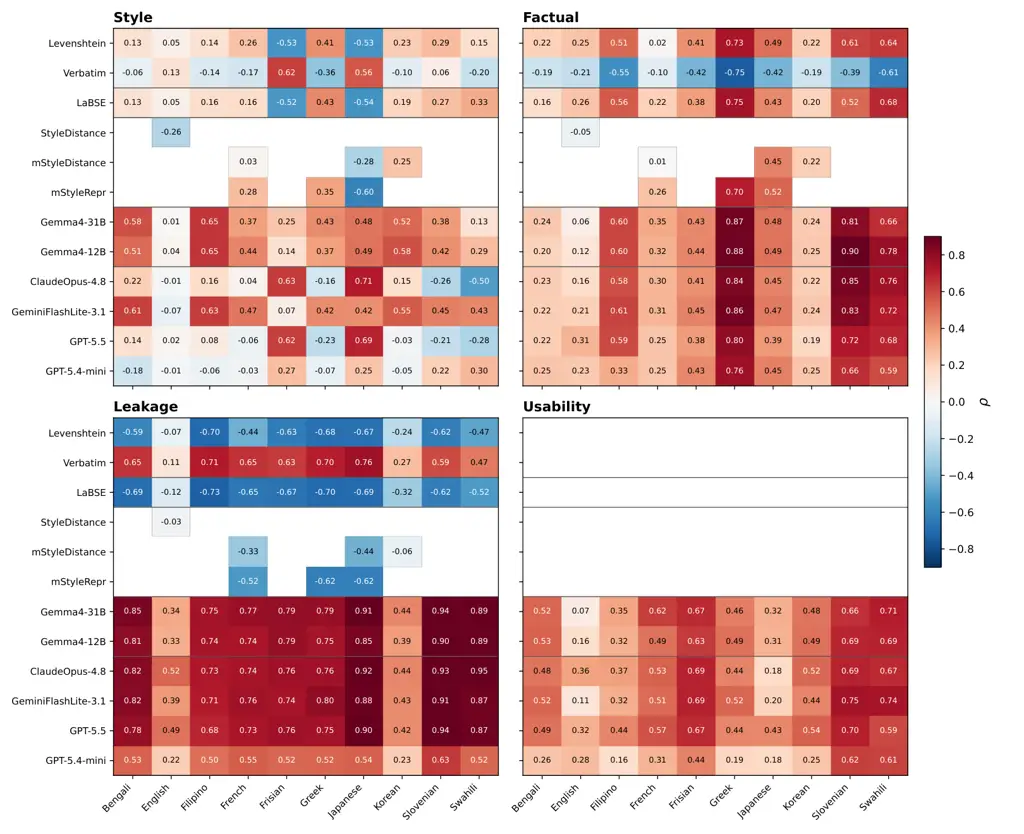 Style Factual
Levenshtein 0.13 0.05 0.14 0.26 -0.53 0.41 -0.53 0.23 0.29 0.15 0.22 0.25 0.51 0.02 0.41 0.73 0.49 0.22 0.61 0.64
Verbatim -0.06 0.13 -0.14 -0.17 0.62 -0.36 0.56 -0.10 0.06 -0.20 -0.19 -0.21 -0.55 -0.10 -0.42 -0.75 -0.42 -0.19 -0.39 -0.61
LaBSE 0.13 0.05 0.16 0.16 -0.52 0.43 -0.54 0.19 0.27 0.33 0.16 0.26 0.56 0.22 0.38 0.75 0.43 0.20 0.52 0.68
StyleDistance -0.26 -0.05
mStyleDistance 0.03 -0.28 0.25 0.01 0.45 0.22
mStyleRepr 0.28 0.35 -0.60 0.26 0.70 0.52
Gemma4-31B 0.58 0.01 0.65 0.37 0.25 0.43 0.48 0.52 0.38 0.13 0.24 0.06 0.60 0.35 0.43 0.87 0.48 0.24 0.81 0.66
Gemma4-12B 0.51 0.04 0.65 0.44 0.14 0.37 0.49 0.58 0.42 0.29 0.20 0.12 0.60 0.32 0.44 0.88 0.49 0.25 0.90 0.78
ClaudeOpus-4.8 0.22 -0.01 0.16 0.04 0.63 -0.16 0.71 0.15 -0.26 -0.50 0.23 0.16 0.58 0.30 0.41 0.84 0.45 0.25 0.85 0.76
GeminiFlashLite-3.1 0.61 -0.07 0.63 0.47 0.07 0.42 0.42 0.55 0.45 0.43 0.22 0.21 0.61 0.31 0.45 0.86 0.47 0.24 0.83 0.72
GPT-5.5 0.14 0.02 0.08 -0.06 0.62 -0.23 0.69 -0.03 -0.21 -0.28 0.22 0.31 0.59 0.25 0.38 0.80 0.39 0.19 0.72 0.68
GPT-5.4-mini -0.18 -0.01 -0.06 -0.03 0.27 -0.07 0.25 -0.05 0.22 0.30 0.25 0.23 0.33 0.25 0.43 0.76 0.45 0.25 0.66 0.59
Leakage Usability
Levenshtein -0.59 -0.07 -0.70 -0.44 -0.63 -0.68 -0.67 -0.24 -0.62 -0.47
Verbatim 0.65 0.11 0.71 0.65 0.63 0.70 0.76 0.27 0.59 0.47
LaBSE -0.69 -0.12 -0.73 -0.65 -0.67 -0.70 -0.69 -0.32 -0.62 -0.52
StyleDistance -0.03
mStyleDistance -0.33 -0.44 -0.06
mStyleRepr -0.52 -0.62 -0.62
Gemma4-31B 0.85 0.34 0.75 0.77 0.79 0.79 0.91 0.44 0.94 0.89 0.52 0.07 0.35 0.62 0.67 0.46 0.32 0.48 0.66 0.71
Gemma4-12B 0.81 0.33 0.74 0.74 0.79 0.75 0.85 0.39 0.90 0.89 0.53 0.16 0.32 0.49 0.63 0.49 0.31 0.49 0.69 0.69
ClaudeOpus-4.8 0.82 0.52 0.73 0.74 0.76 0.76 0.92 0.44 0.93 0.95 0.48 0.36 0.37 0.53 0.69 0.44 0.18 0.52 0.69 0.67
GeminiFlashLite-3.1 0.82 0.39 0.71 0.76 0.74 0.80 0.88 0.43 0.91 0.87 0.52 0.11 0.32 0.51 0.69 0.52 0.20 0.44 0.75 0.74
GPT-5.5 0.78 0.49 0.68 0.73 0.76 0.75 0.90 0.42 0.94 0.87 0.49 0.32 0.44 0.57 0.67 0.44 0.43 0.54 0.70 0.59
GPT-5.4-mini 0.53 0.22 0.50 0.55 0.52 0.52 0.54 0.23 0.63 0.52 0.26 0.28 0.16 0.31 0.44 0.19 0.18 0.25 0.62 0.61
Bengali English Filipino French Frisian Greek Japanese Korean Slovenian Swahili Bengali English Filipino French Frisian Greek Japanese Korean Slovenian Swahili
0.8
0.6
0.4
0.2
0.0
−0.2
−0.4
−0.6
−0.8
ρ